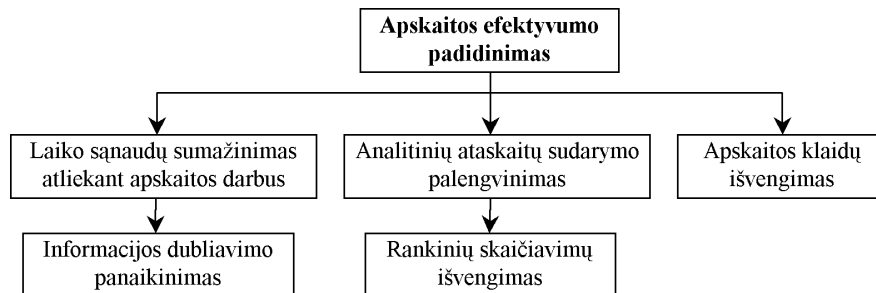 Apskaitos efektyvumo
padidinimas
Laiko sąnaudų sumažinimas
atliekant apskaitos darbus
Analitinių ataskaitų sudarymo
palengvinimas
Apskaitos klaidų
išvengimas
Informacijos dubliavimo
panaikinimas
Rankinių skaičiavimų
išvengimas